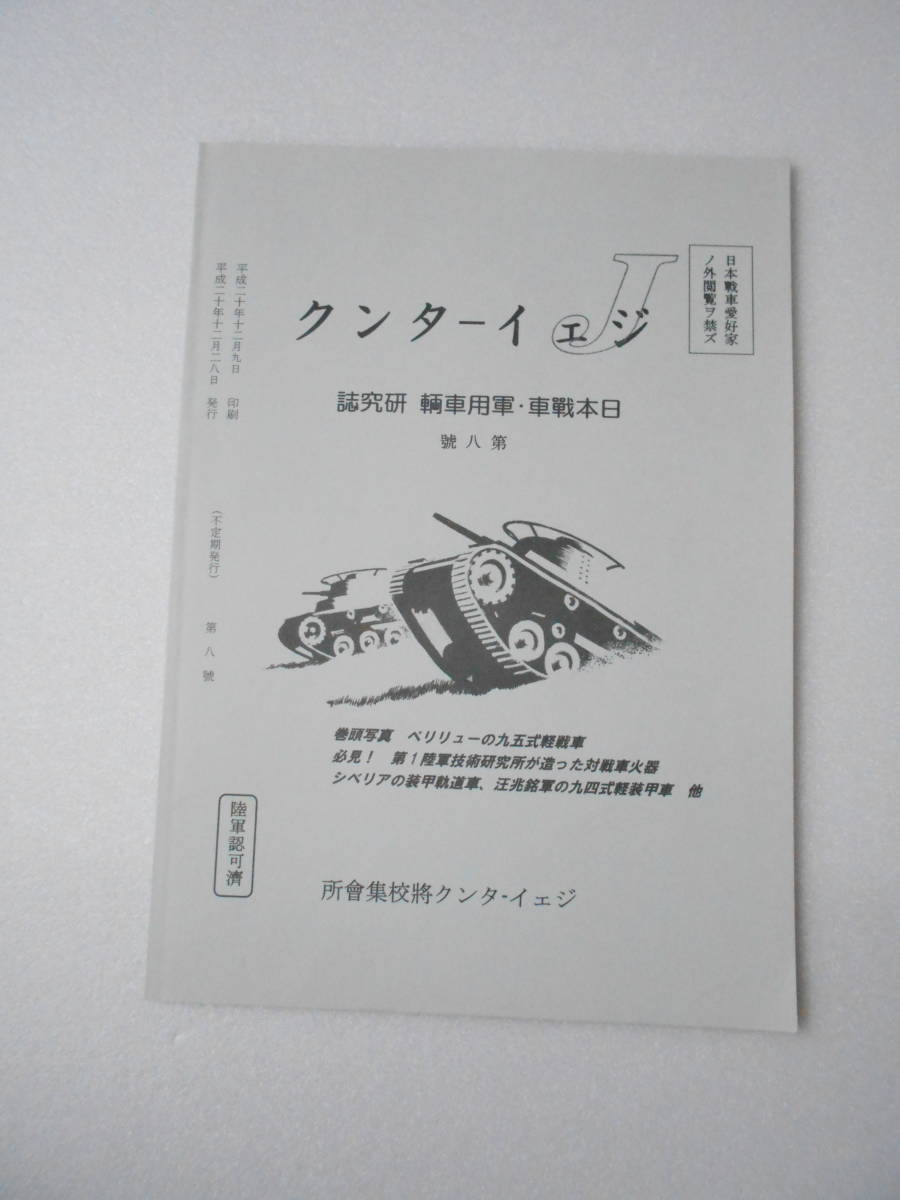 日本戰車愛好家
ノ外閲覧ヲ禁ズ
J
ジェイータンク
日本戰車・軍用車輌 研究誌
第八號
平成二十年十二月九日 印刷
平成二十年十二月二八日 発行
（不定期発行）
第八號
巻頭写真 ペリリューの九五式軽戦車
必見！ 第１陸軍技術研究所が造った対戦車火器
シベリアの装甲軌道車、汪兆銘軍の九四式軽装甲車 他
陸軍認可濟
ジェイ-タンク將校集會所